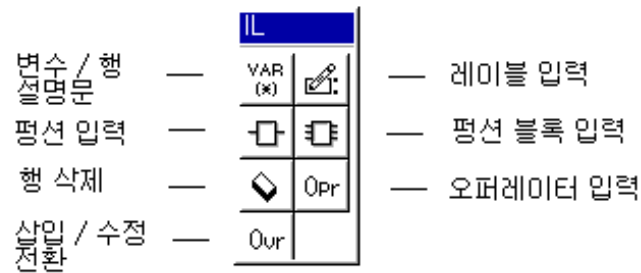 IL
변수 / 행
설명문
VAR
(*)
레이블 입력
펑션 입력
펑션 블록 입력
행 삭제
Opr
오퍼레이터 입력
삽입 / 수정
전환
Ovr